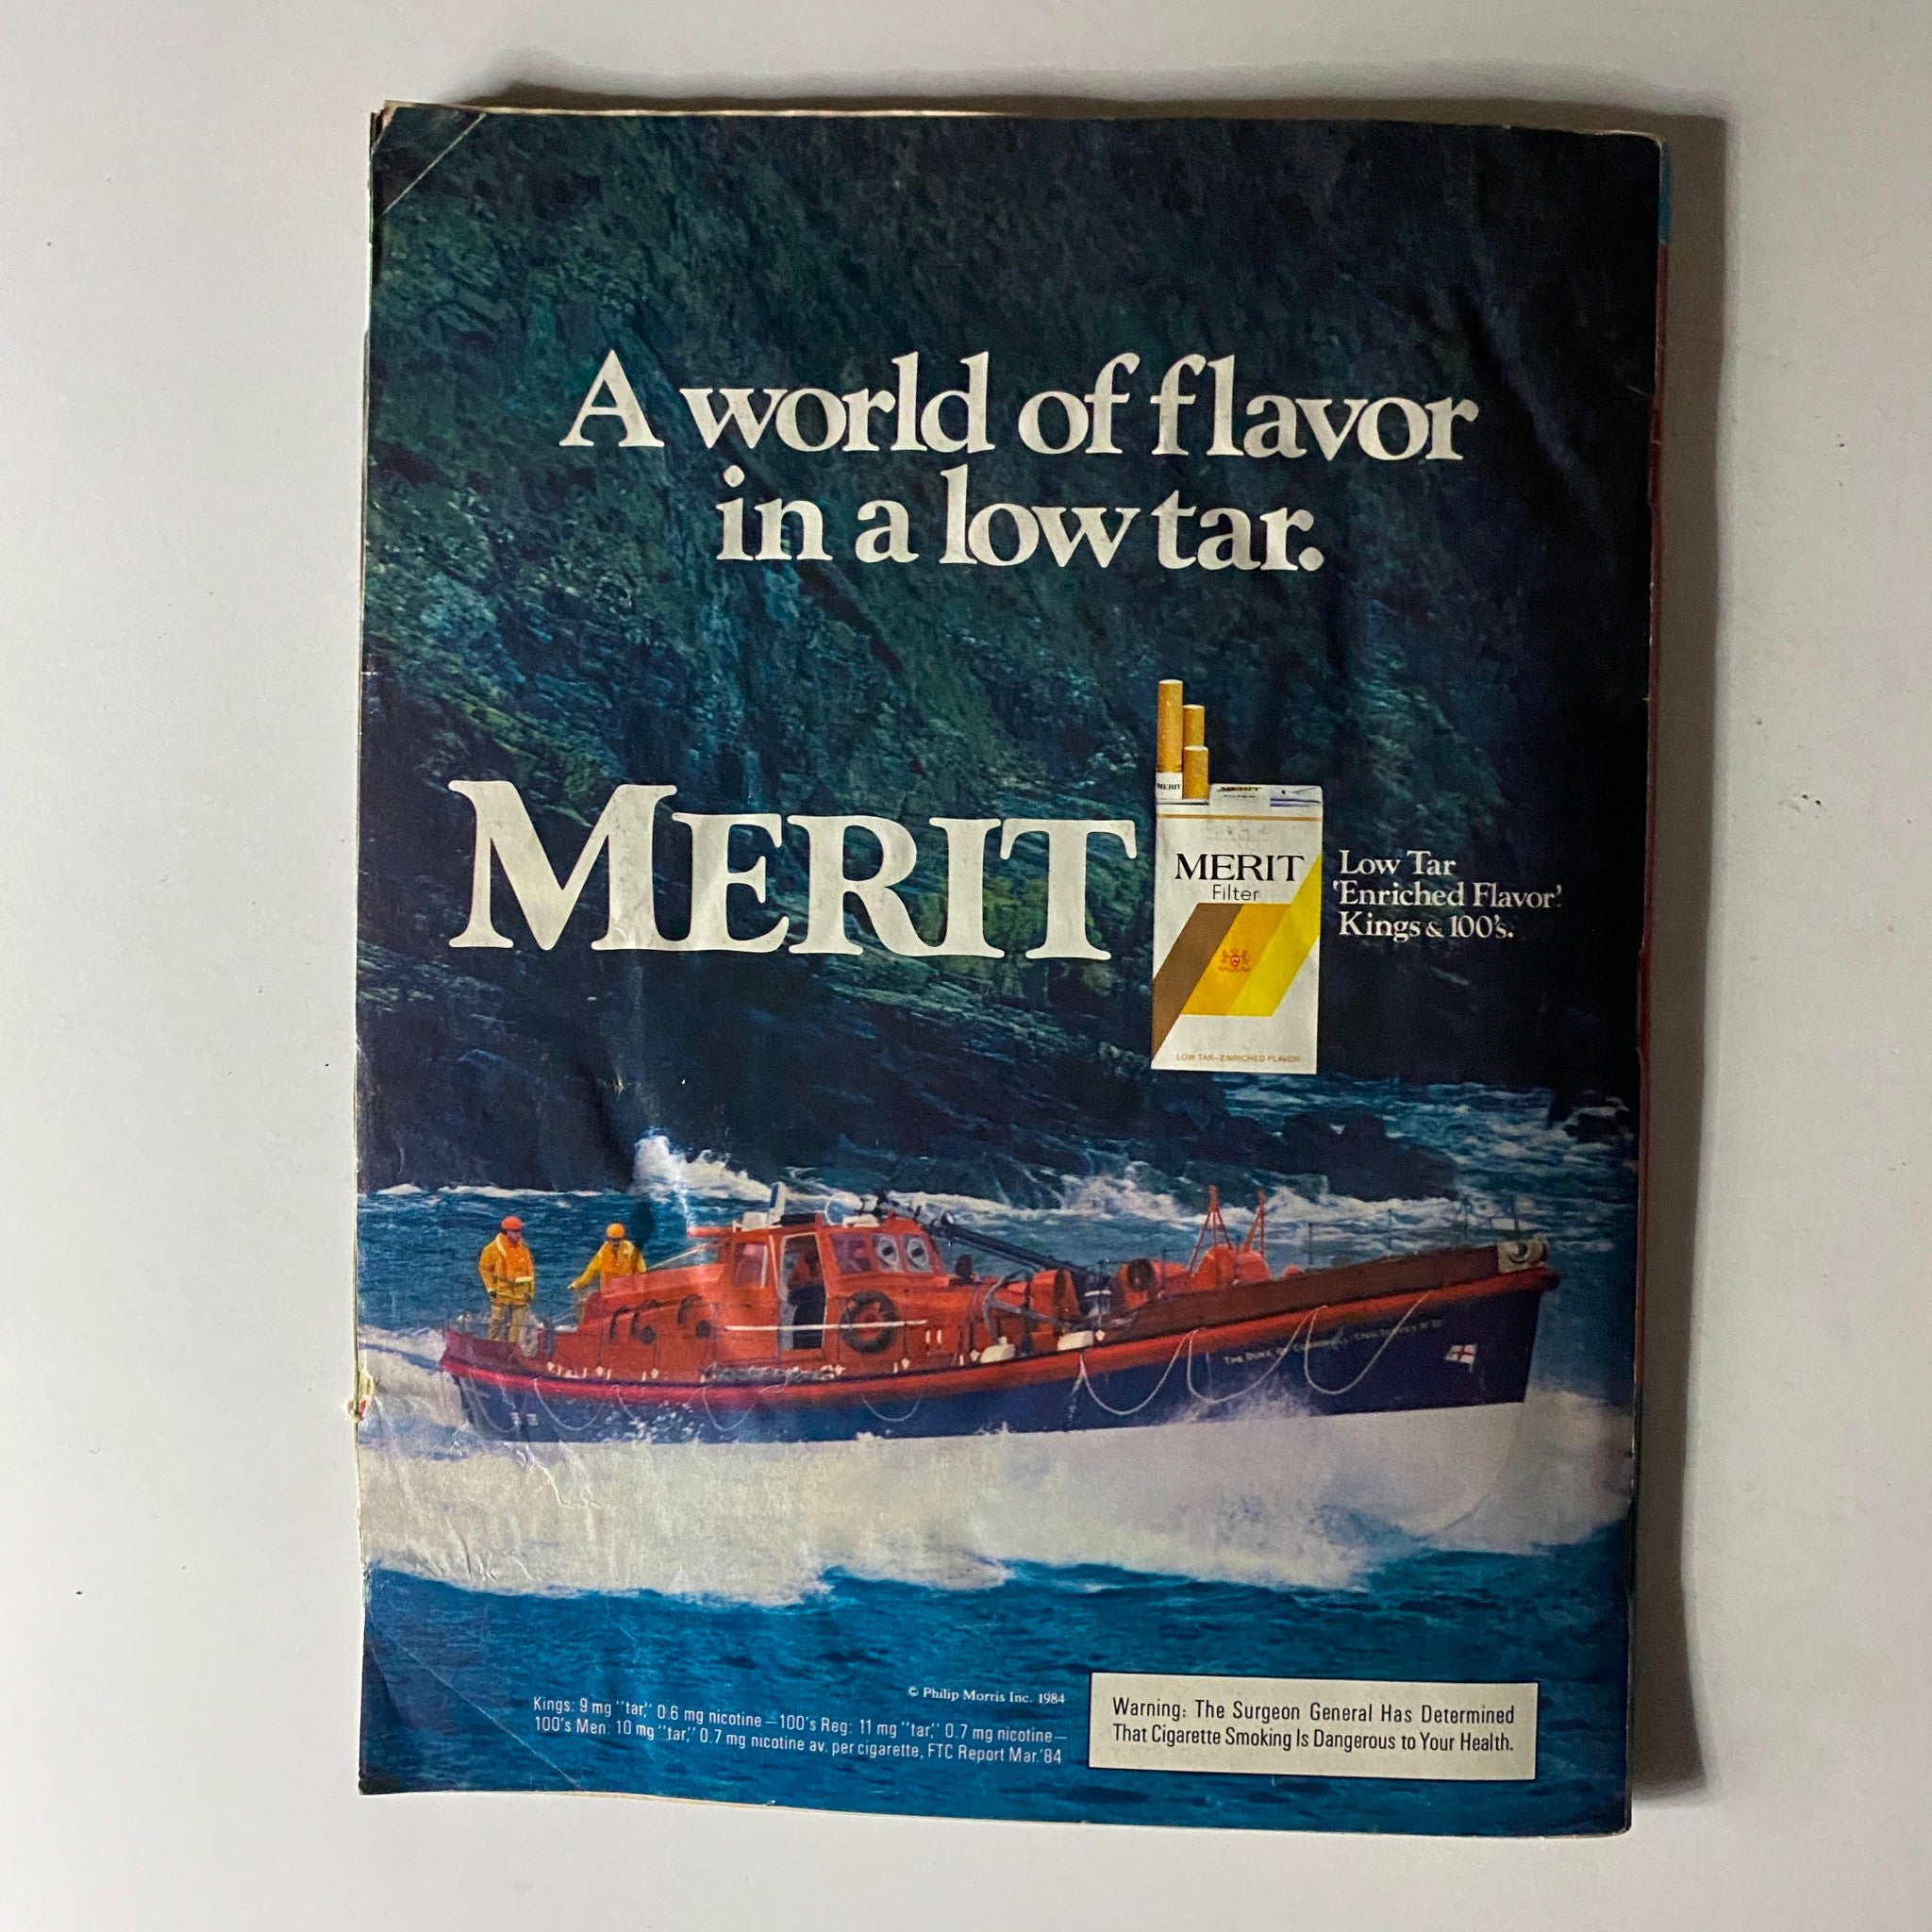 A world of flavor
in a low tar.
MERIT
MERIT
MERIT
Filter
LOW TAR-ENRICHED FLAVOR
Low Tar
'Enriched Flavor.'
Kings & 100's.
© Philip Morris Inc. 1984
Kings: 9 mg "tar," 0.6 mg nicotine—100's Reg: 11 mg "tar," 0.7 mg nicotine—
100's Men: 10 mg "tar," 0.7 mg nicotine av. per cigarette, FTC Report Mar.'84
Warning: The Surgeon General Has Determined
That Cigarette Smoking Is Dangerous to Your Health.